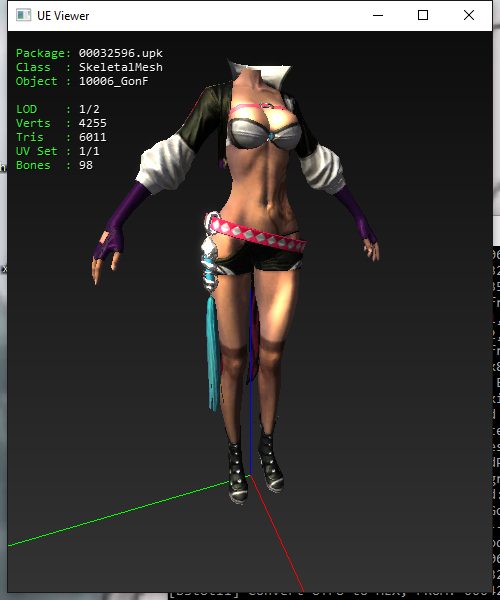 UE Viewer
Package: 00032596.upk
Class : SkeletalMesh
Object : 10006_GonF
LOD : 1/2
Verts : 4255
Tris : 6011
UV Set : 1/1
Bones : 98